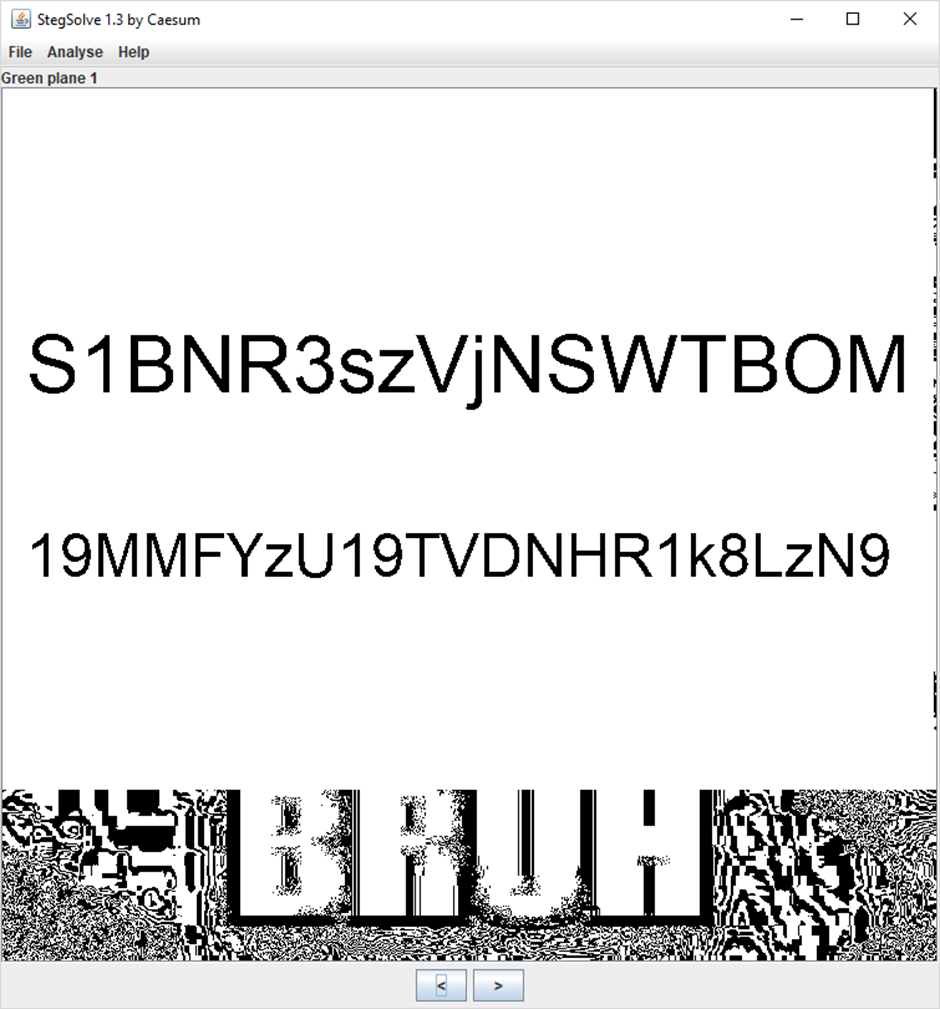 StegSolve 1.3 by Caesum
File Analyse Help
Green plane 1
S1BNR3szVjNSWTBOM
19MMFYzU19TVDNHR1k8LzN9
BRUH
< >